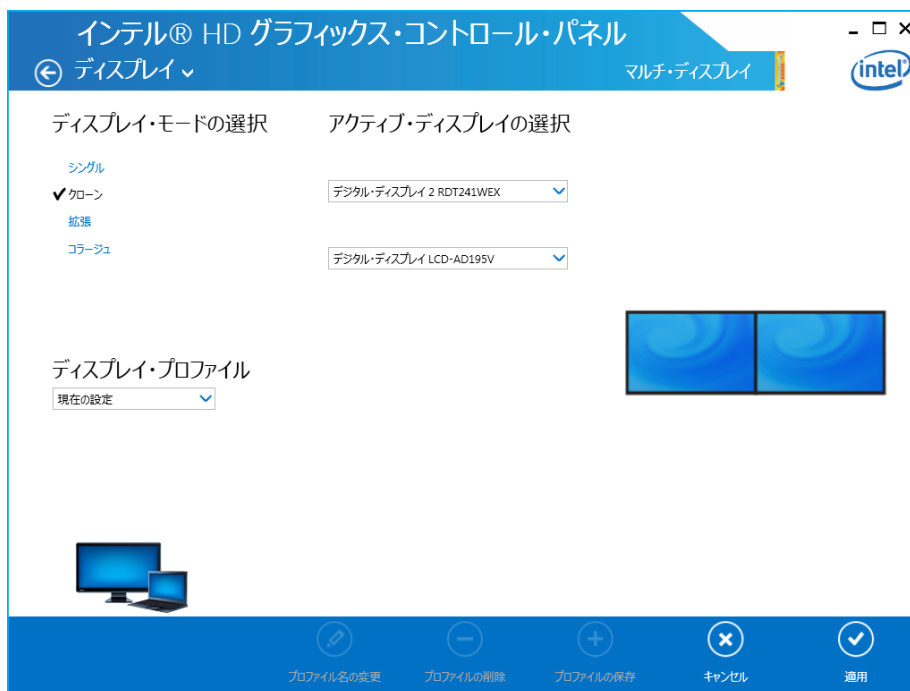 インテル® HD グラフィックス・コントロール・パネル
ディスプレイ
マルチ・ディスプレイ
intel
ディスプレイ・モードの選択
アクティブ・ディスプレイの選択
シングル
クローン
拡張
コラージュ
デジタル・ディスプレイ 2 RDT241WEX
デジタル・ディスプレイ LCD-AD195V
ディスプレイ・プロファイル
現在の設定
プロファイル名の変更
プロファイルの削除
プロファイルの保存
キャンセル
適用